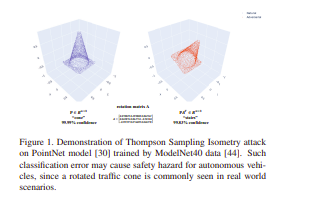 rotation matrix A
"cone"
99.99% confidence
"stairs"
99.83% confidence
Figure 1. Demonstration of Thompson Sampling Isometry attack
on PointNet model [30] trained by ModelNet40 data [44]. Such
classification error may cause safety hazard for autonomous vehi-
cles, since a rotated traffic cone is commonly seen in real world
scenarios.